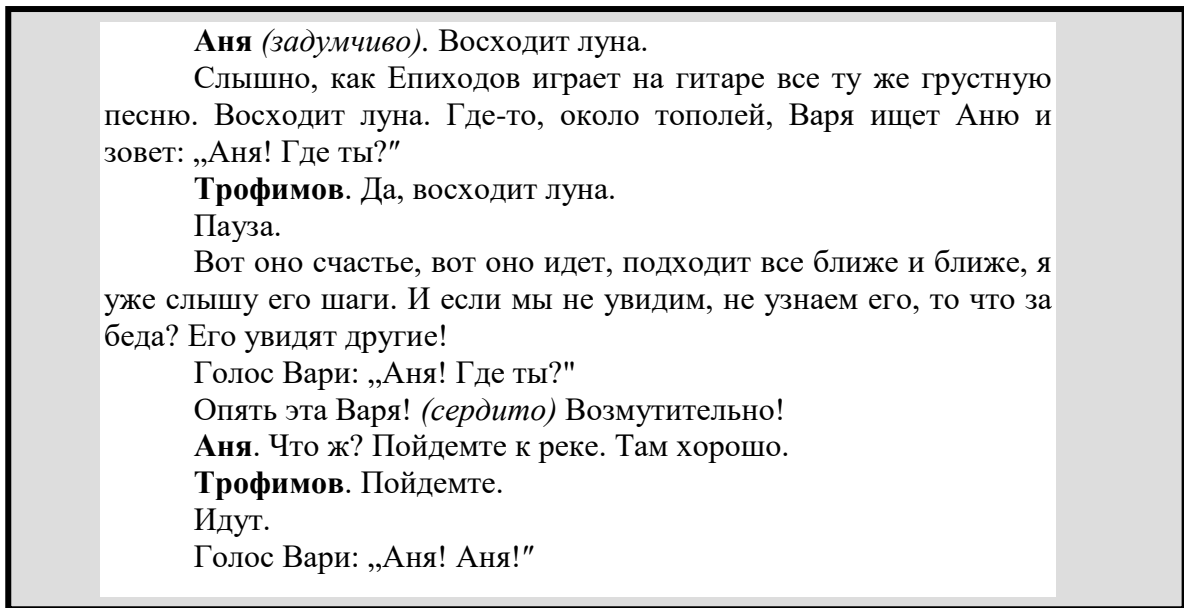 Аня (задумчиво). Восходит луна.
Слышно, как Епиходов играет на гитаре все ту же грустную
песню. Восходит луна. Где-то, около тополей, Варя ищет Аню и
зовет: „Аня! Где ты?"
Трофимов. Да, восходит луна.
Пауза.
Вот оно счастье, вот оно идет, подходит все ближе и ближе, я
уже слышу его шаги. И если мы не увидим, не узнаем его, то что за
беда? Его увидят другие!
Голос Вари: „Аня! Где ты?"
Опять эта Варя! (сердито) Возмутительно!
Аня. Что ж? Пойдемте к реке. Там хорошо.
Трофимов. Пойдемте.
Идут.
Голос Вари: „Аня! Аня!"